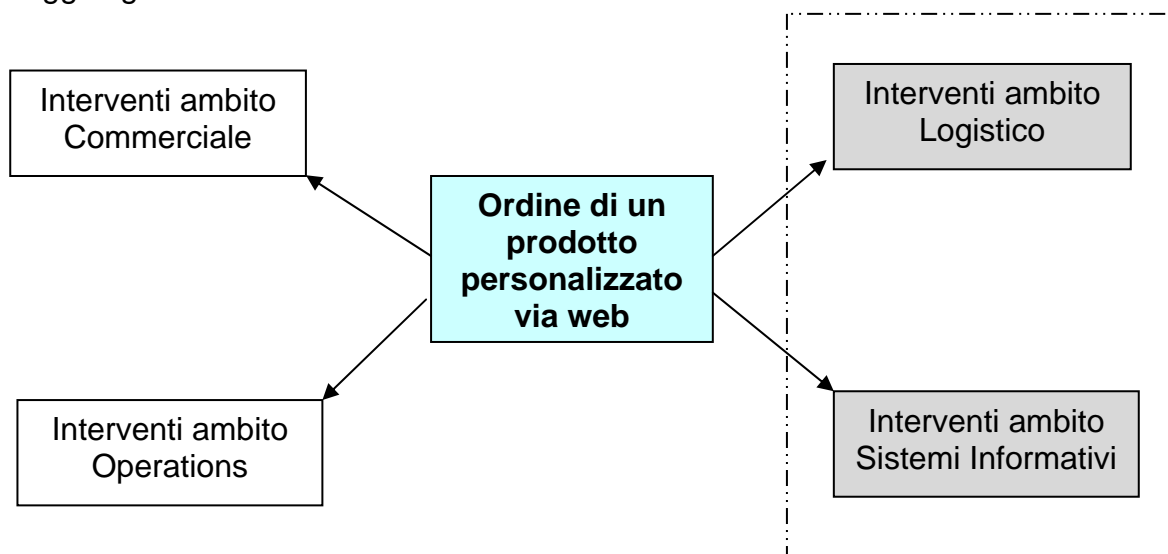 Interventi ambito
Commerciale
Interventi ambito
Logistico
Ordine di un
prodotto
personalizzato
via web
Interventi ambito
Operations
Interventi ambito
Sistemi Informativi